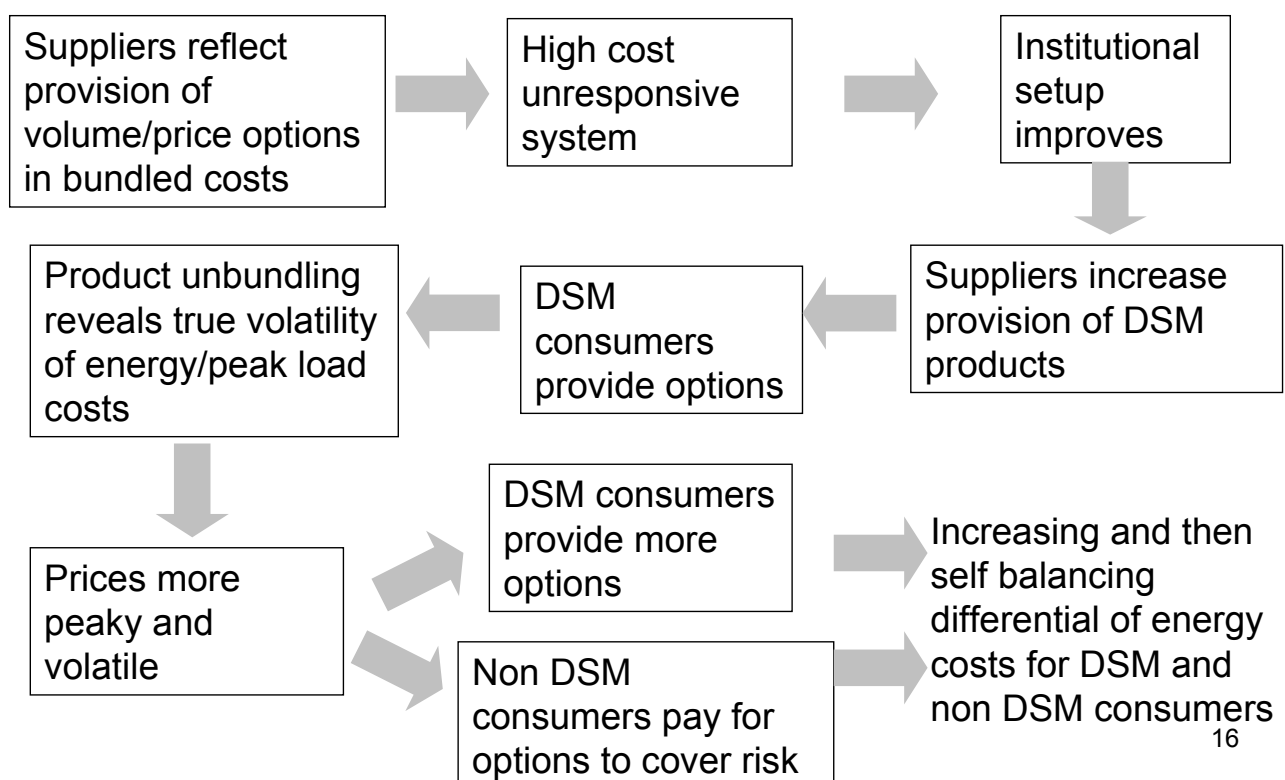 Suppliers reflect
provision of
volume/price options
in bundled costs
High cost
unresponsive
system
Institutional
setup
improves
Suppliers increase
provision of DSM
products
DSM
consumers
provide options
Product unbundling
reveals true volatility
of energy/peak load
costs
Prices more
peaky and
volatile
DSM consumers
provide more
options
Non DSM
consumers pay for
options to cover risk
Increasing and then
self balancing
differential of energy
costs for DSM and
non DSM consumers
16